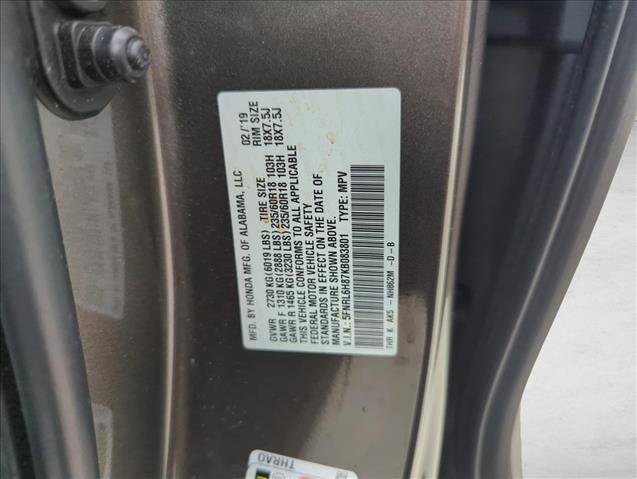 MFD. BY HONDA MFG. OF ALABAMA, LLC 02/'19
TIRE SIZE RIM SIZE
GVWR 2730 KG(6019 LBS)
GAWR F 1310 KG(2888 LBS) 235/60R18 103H 18X7.5J
GAWR R 1465 KG(3230 LBS) 235/60R18 103H 18X7.5J
THIS VEHICLE CONFORMS TO ALL APPLICABLE
FEDERAL MOTOR VEHICLE SAFETY
STANDARDS IN EFFECT ON THE DATE OF
MANUFACTURE SHOWN ABOVE.
V.I.N.: 5FNRL6H87KB083801 TYPE: MPV
THR K AK5 - NH862M -D -B
THRA0